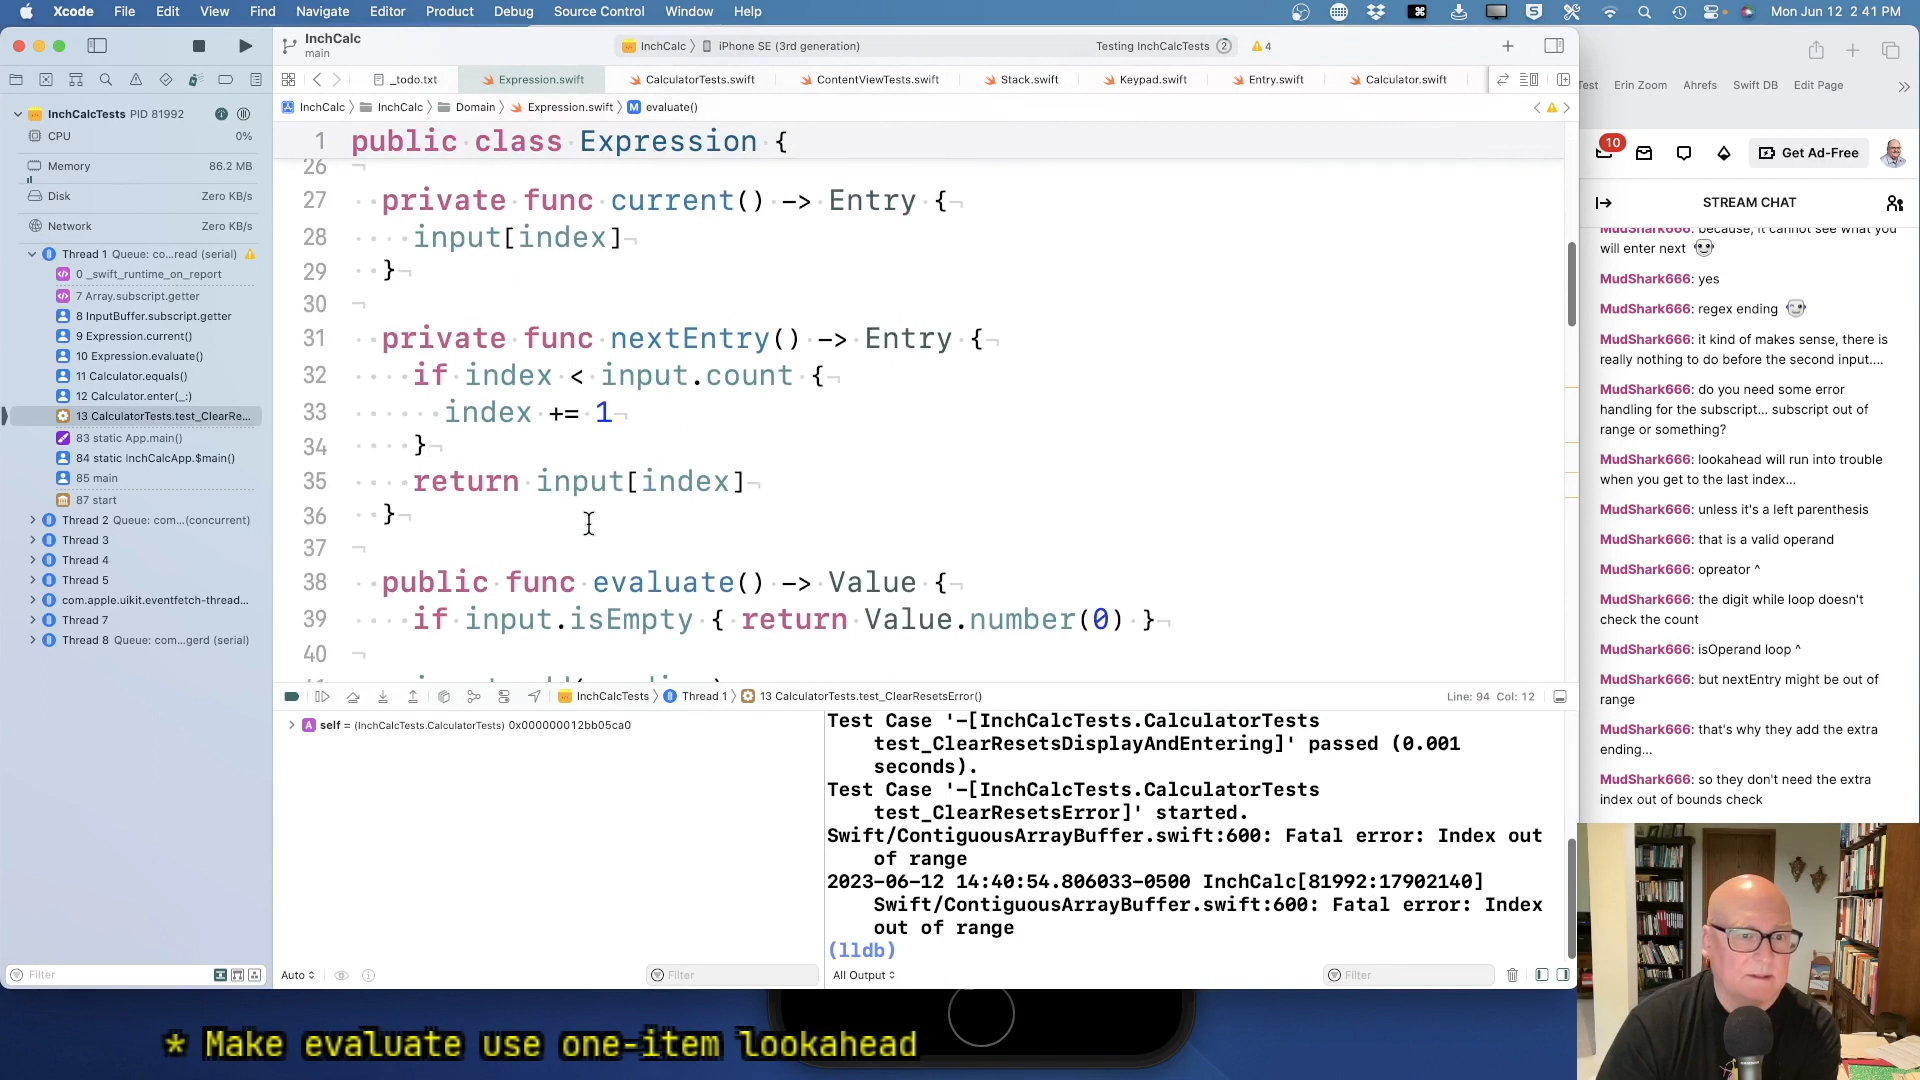 Xcode File Edit View Find Navigate Editor Product Debug Source Control Window Help
Mon Jun 12 2:41 PM
InchCalc
main
InchCalc 〉 iPhone SE (3rd generation)
Testing InchCalcTests 2
4
_todo.txt Expression.swift CalculatorTests.swift ContentViewTests.swift Stack.swift Keypad.swift Entry.swift Calculator.swift
InchCalc 〉 InchCalc 〉 Domain 〉 Expression.swift 〉 M evaluate()
InchCalcTests PID 81992
CPU 0%
Memory 86.2 MB
Disk Zero KB/s
Network Zero KB/s
Thread 1 Queue: co...read (serial)
0 _swift_runtime_on_report
7 Array.subscript.getter
8 InputBuffer.subscript.getter
9 Expression.current()
10 Expression.evaluate()
11 Calculator.equals()
12 Calculator.enter(_:)
13 CalculatorTests.test_ClearRe...
83 static App.main()
84 static InchCalcApp.$main()
85 main
87 start
Thread 2 Queue: com...(concurrent)
Thread 3
Thread 4
Thread 5
com.apple.uikit.eventfetch-thread...
Thread 7
Thread 8 Queue: com...gerd (serial)
Filter
1 public class Expression {
26
27 private func current() -> Entry {
28 input[index]
29 }
30
31 private func nextEntry() -> Entry {
32 if index < input.count {
33 index += 1
34 }
35 return input[index]
36 }
37
38 public func evaluate() -> Value {
39 if input.isEmpty { return Value.number(0) }
40
InchCalcTests 〉 Thread 1 〉 13 CalculatorTests.test_ClearResetsError()
Line: 94 Col: 12
A self = (InchCalcTests.CalculatorTests) 0x000000012bb05ca0
Auto
Filter
Test Case '-[InchCalcTests.CalculatorTests
test_ClearResetsDisplayAndEntering]' passed (0.001
seconds).
Test Case '-[InchCalcTests.CalculatorTests
test_ClearResetsError]' started.
Swift/ContiguousArrayBuffer.swift:600: Fatal error: Index out
of range
2023-06-12 14:40:54.806033-0500 InchCalc[81992:17902140]
Swift/ContiguousArrayBuffer.swift:600: Fatal error: Index
out of range
(lldb)
All Output
Filter
Test Erin Zoom Ahrefs Swift DB Edit Page
10
Get Ad-Free
STREAM CHAT
MudShark666: because, it cannot see what you
will enter next
MudShark666: yes
MudShark666: regex ending
MudShark666: it kind of makes sense, there is
really nothing to do before the second input....
MudShark666: do you need some error
handling for the subscript... subscript out of
range or something?
MudShark666: lookahead will run into trouble
when you get to the last index...
MudShark666: unless it's a left parenthesis
MudShark666: that is a valid operand
MudShark666: opreator ^
MudShark666: the digit while loop doesn't
check the count
MudShark666: isOperand loop ^
MudShark666: but nextEntry might be out of
range
MudShark666: that's why they add the extra
ending...
MudShark666: so they don't need the extra
index out of bounds check
* Make evaluate use one-item lookahead